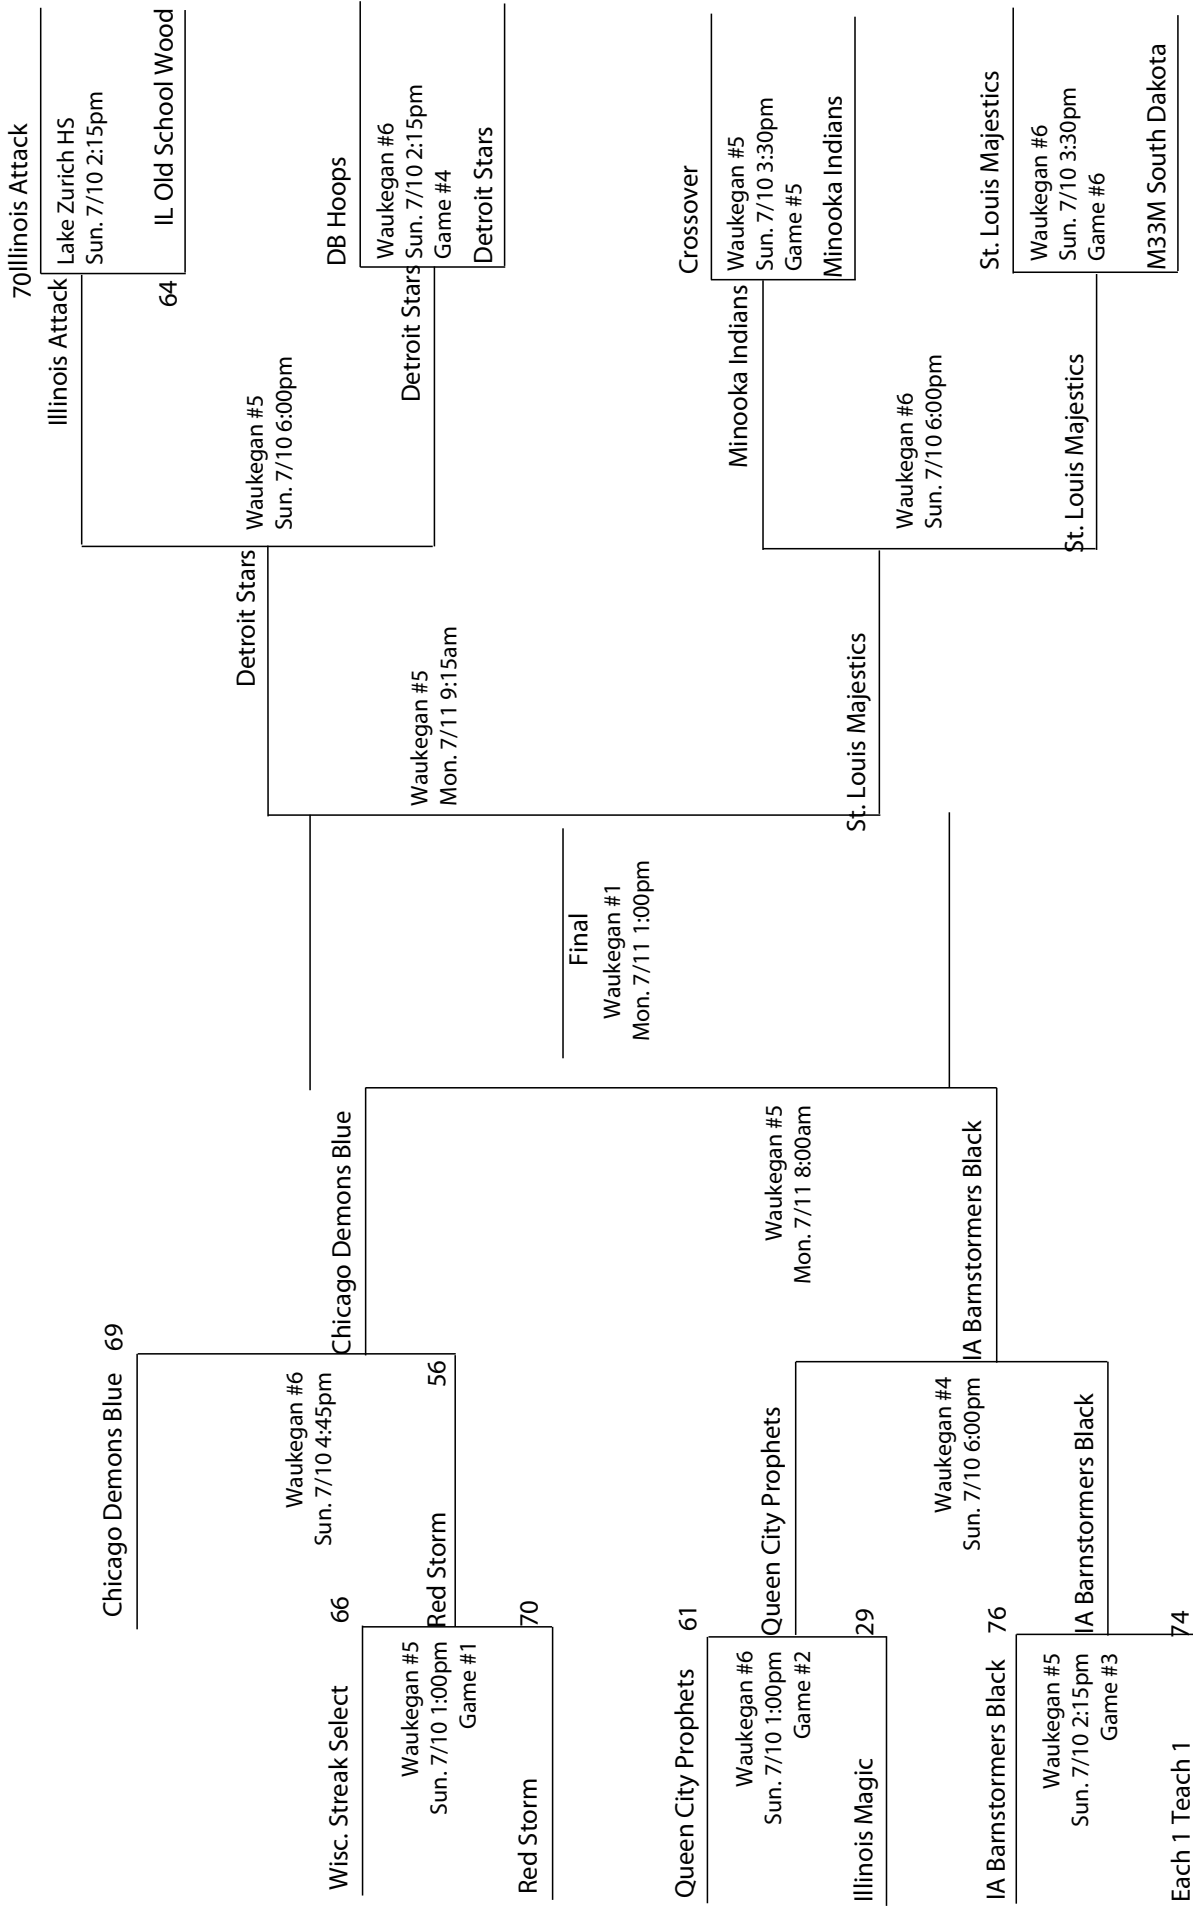 Chicago Demons Blue 69
Waukegan #6
Sun. 7/10 4:45pm
Wisc. Streak Select 66
Waukegan #5
Sun. 7/10 1:00pm
Game #1
Red Storm 70
Red Storm 56
Chicago Demons Blue
Waukegan #5
Mon. 7/11 8:00am
Queen City Prophets 61
Waukegan #6
Sun. 7/10 1:00pm
Game #2
Illinois Magic 29
Queen City Prophets
Waukegan #4
Sun. 7/10 6:00pm
IA Barnstormers Black 76
Waukegan #5
Sun. 7/10 2:15pm
Game #3
Each 1 Teach 1 74
IA Barnstormers Black
IA Barnstormers Black
Final
Waukegan #1
Mon. 7/11 1:00pm
70 Illinois Attack
Lake Zurich HS
Sun. 7/10 2:15pm
64 IL Old School Wood
Illinois Attack
Waukegan #5
Sun. 7/10 6:00pm
DB Hoops
Waukegan #6
Sun. 7/10 2:15pm
Game #4
Detroit Stars
Detroit Stars
Detroit Stars
Waukegan #5
Mon. 7/11 9:15am
Crossover
Waukegan #5
Sun. 7/10 3:30pm
Game #5
Minooka Indians
Minooka Indians
Waukegan #6
Sun. 7/10 6:00pm
St. Louis Majestics
Waukegan #6
Sun. 7/10 3:30pm
Game #6
M33M South Dakota
St. Louis Majestics
St. Louis Majestics